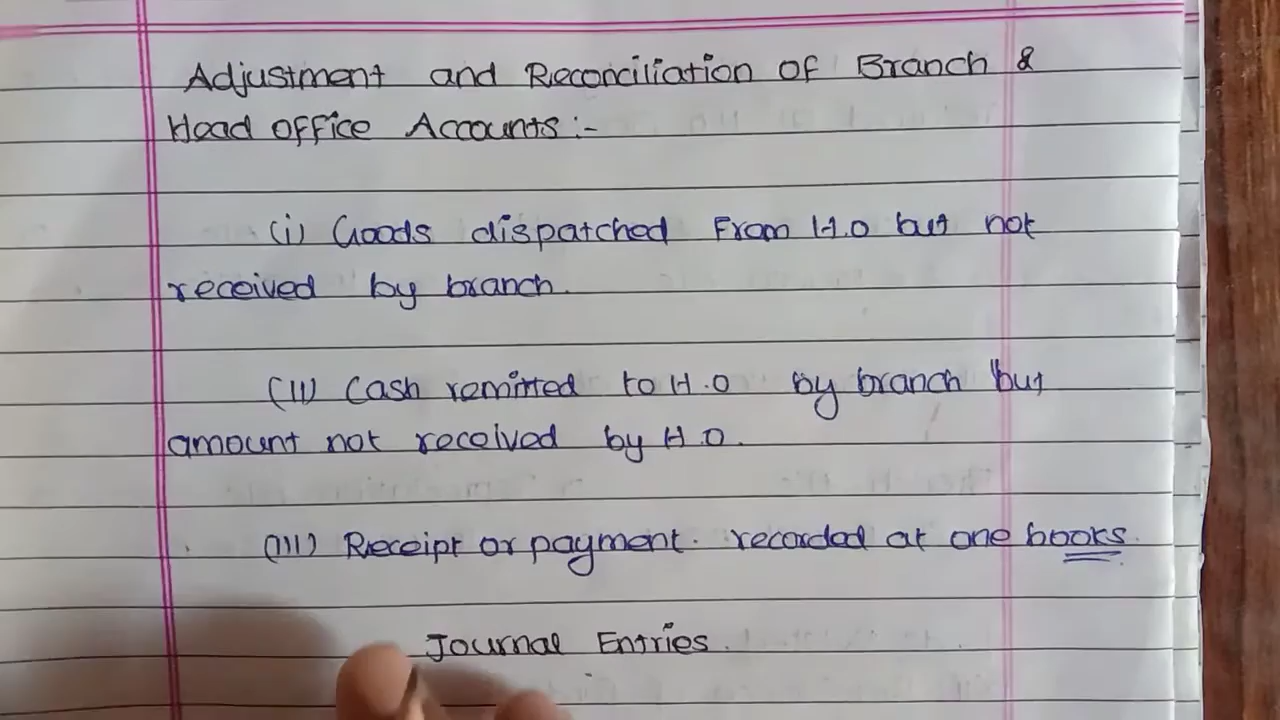 Adjustment and Reconciliation of Branch &
Head office Accounts :-
(i) Goods dispatched From H.O but not
received by branch.
(II) Cash remitted to H.O by branch but
amount not received by H.O.
(III) Receipt or payment. recorded at one books.
Journal Entries.